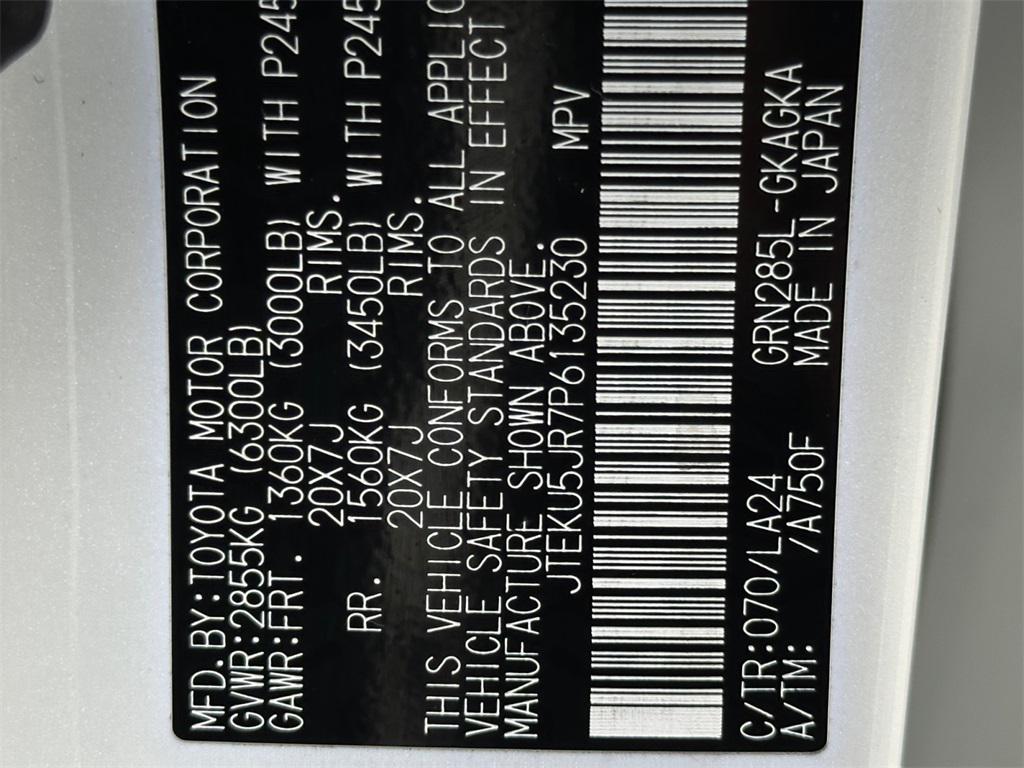 MFD.BY:TOYOTA MOTOR CORPORATION
GVWR:2855KG (6300LB)
GAWR:FRT. 1360KG (3000LB) WITH P245
20X7J RIMS.
RR. 1560KG (3450LB) WITH P245
20X7J RIMS.
THIS VEHICLE CONFORMS TO ALL APPLIC
VEHICLE SAFETY STANDARDS IN EFFECT
MANUFACTURE SHOWN ABOVE.
JTEKU5JR7P6135230 MPV
C/TR:070/LA24 GRN285L-GKAGKA
A/TM: /A750F MADE IN JAPAN